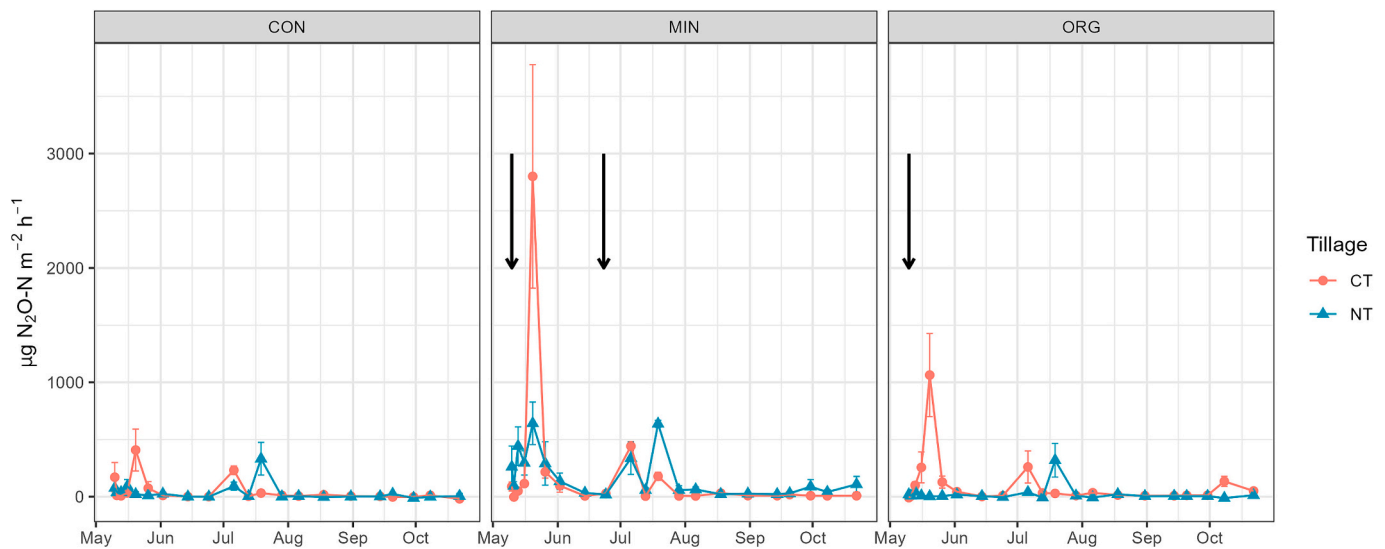 CON
MIN
ORG
µg N₂O-N m⁻² h⁻¹
3000
2000
1000
0
May Jun Jul Aug Sep Oct
May Jun Jul Aug Sep Oct
May Jun Jul Aug Sep Oct
Tillage
CT
NT